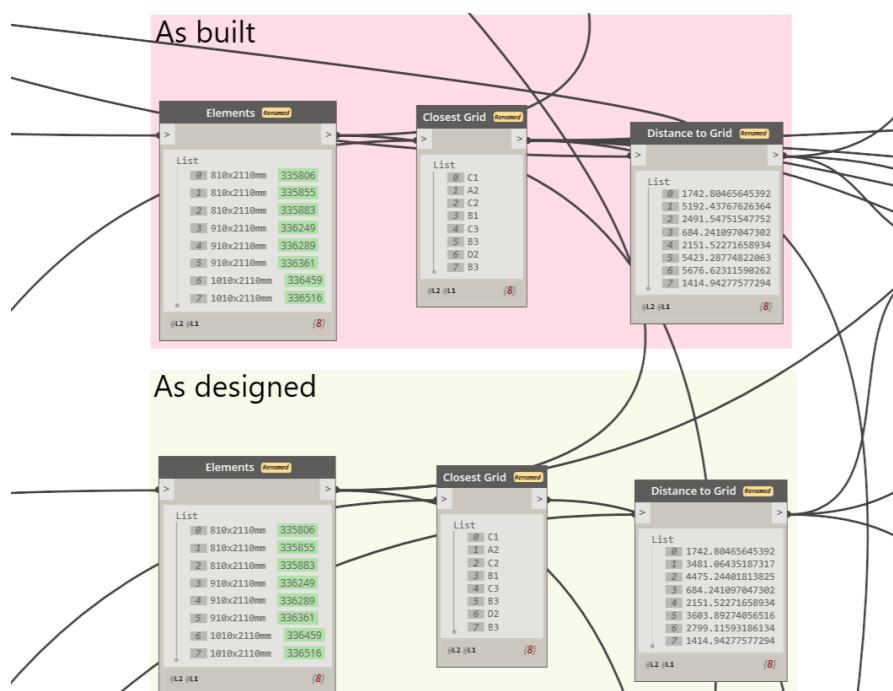 As built
Elements Renamed
> >
List
0 810x2110mm 335806
1 810x2110mm 335855
2 810x2110mm 335883
3 910x2110mm 336249
4 910x2110mm 336289
5 910x2110mm 336361
6 1010x2110mm 336459
7 1010x2110mm 336516
@L2 @L1 {8}
Closest Grid Renamed
> >
List
0 C1
1 A2
2 C2
3 B1
4 C3
5 B3
6 D2
7 B3
@L2 @L1 {8}
Distance to Grid Renamed
> >
List
0 1742.80465645392
1 5192.43767626364
2 2491.54751547752
3 684.241097047302
4 2151.52271658934
5 5423.28774822063
6 5676.62311590262
7 1414.94277577294
@L2 @L1 {8}
As designed
Elements Renamed
> >
List
0 810x2110mm 335806
1 810x2110mm 335855
2 810x2110mm 335883
3 910x2110mm 336249
4 910x2110mm 336289
5 910x2110mm 336361
6 1010x2110mm 336459
7 1010x2110mm 336516
@L2 @L1 {8}
Closest Grid Renamed
> >
List
0 C1
1 A2
2 C2
3 B1
4 C3
5 B3
6 D2
7 B3
@L2 @L1 {8}
Distance to Grid Renamed
> >
List
0 1742.80465645392
1 3481.06435187317
2 4475.24401813825
3 684.241097047302
4 2151.52271658934
5 3603.89274056516
6 2799.11593186134
7 1414.94277577294
@L2 @L1 {8}